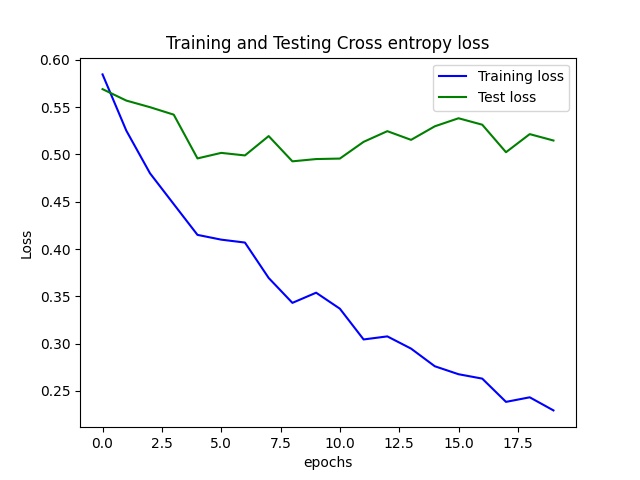 Training and Testing Cross entropy loss
Training loss
Test loss
0.60
0.55
0.50
0.45
0.40
0.35
0.30
0.25
Loss
0.0 2.5 5.0 7.5 10.0 12.5 15.0 17.5
epochs